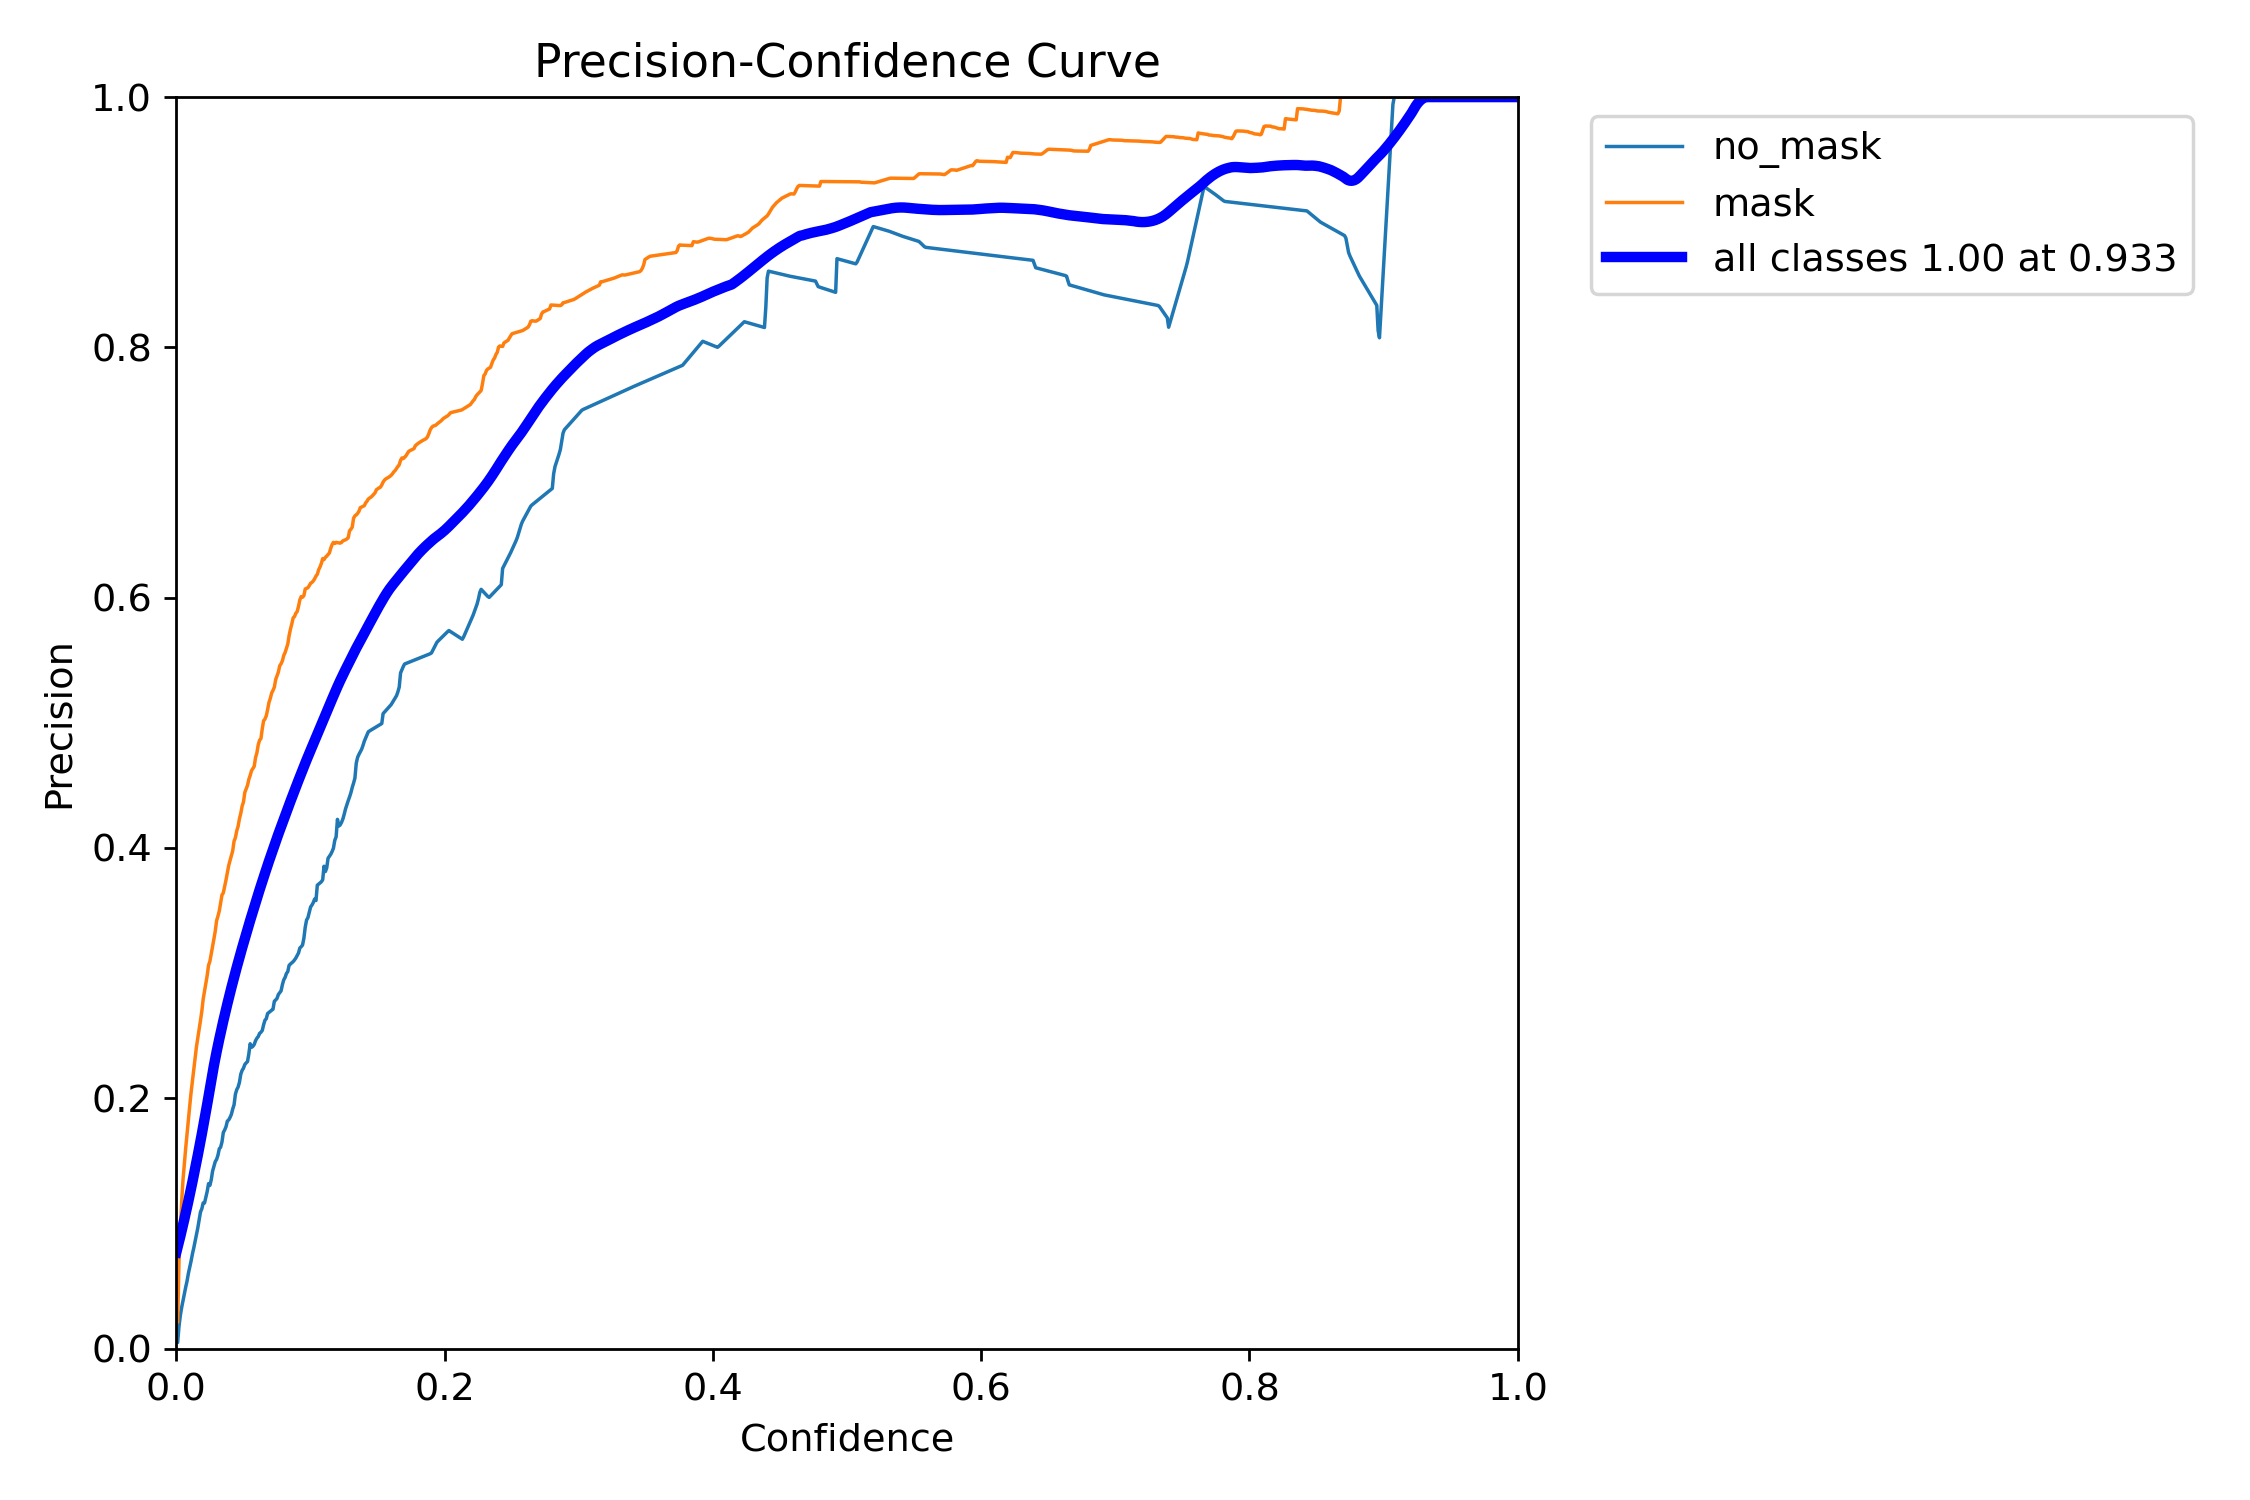 Precision-Confidence Curve
1.0
0.8
0.6
0.4
0.2
0.0
Precision
0.0 0.2 0.4 0.6 0.8 1.0
Confidence
no_mask
mask
all classes 1.00 at 0.933